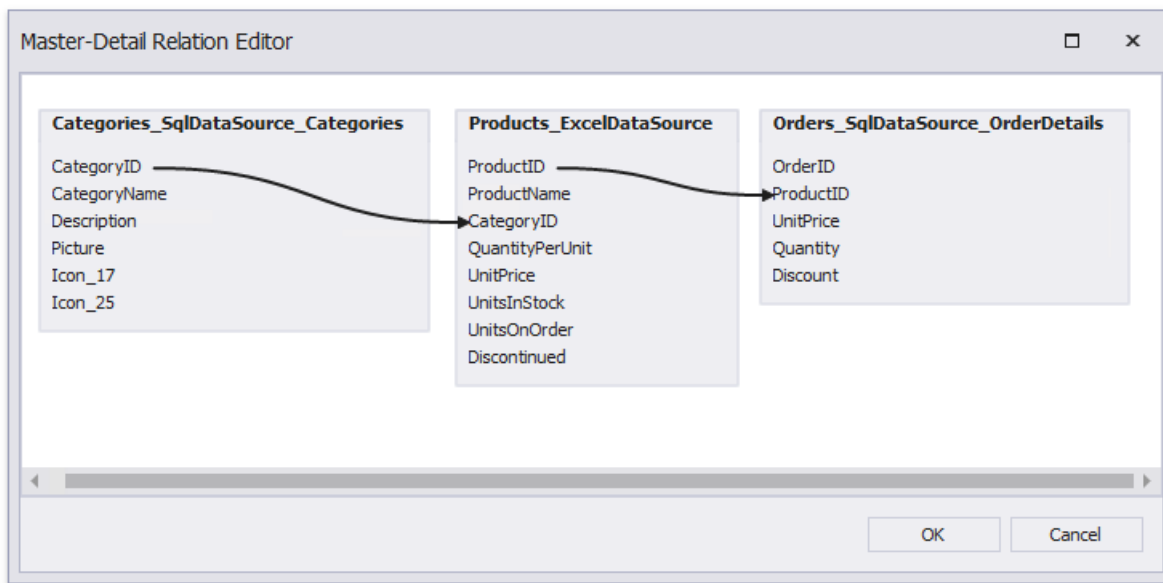 Master-Detail Relation Editor
Categories_SqlDataSource_Categories
CategoryID
CategoryName
Description
Picture
Icon_17
Icon_25
Products_ExcelDataSource
ProductID
ProductName
CategoryID
QuantityPerUnit
UnitPrice
UnitsInStock
UnitsOnOrder
Discontinued
Orders_SqlDataSource_OrderDetails
OrderID
ProductID
UnitPrice
Quantity
Discount
OK
Cancel